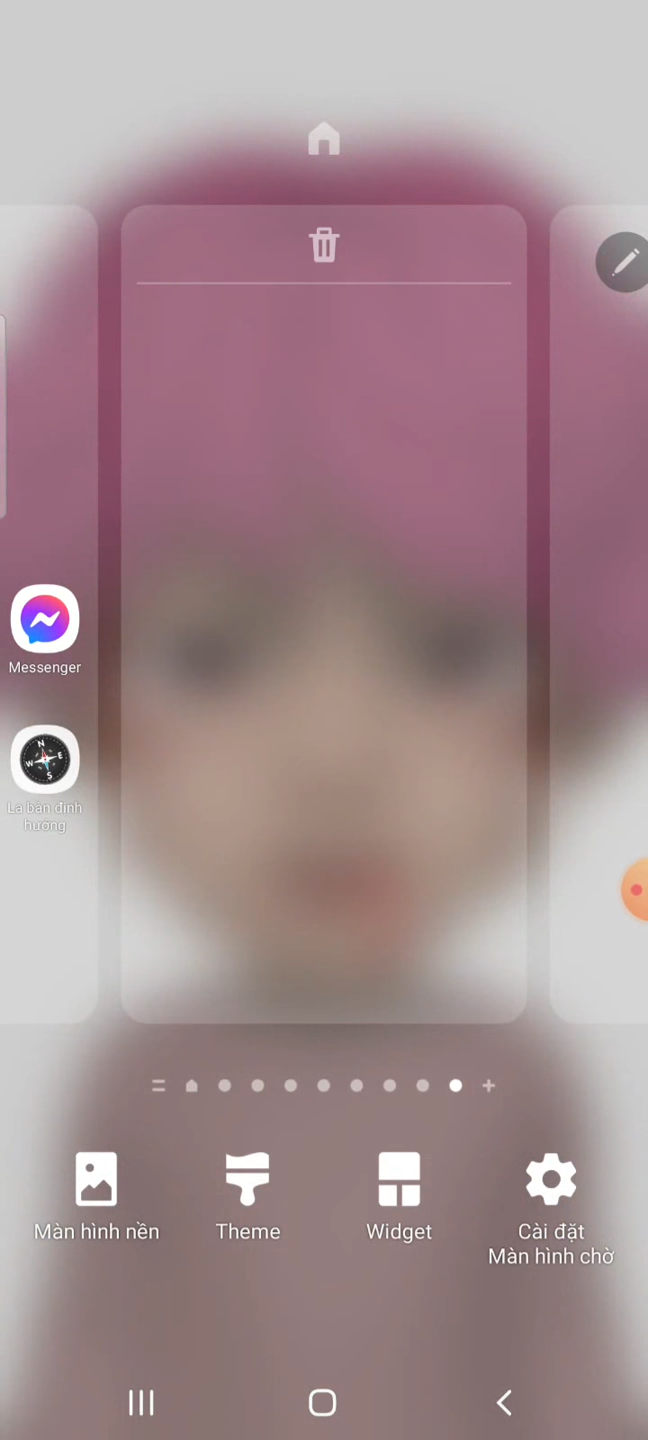 Messenger
N
W E
S
La bàn định
hướng
Màn hình nền
Theme
Widget
Cài đặt
Màn hình chờ